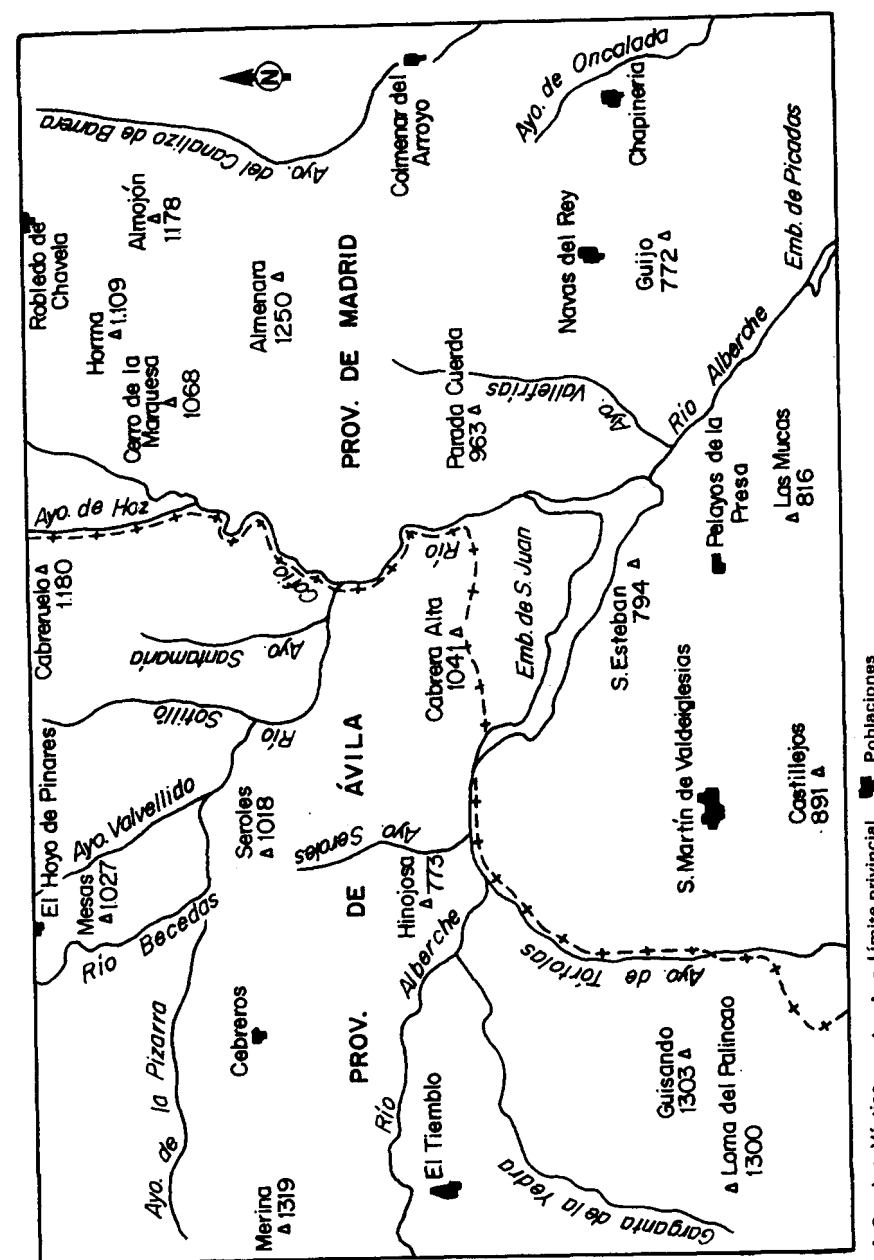 El Hoyo de Pinares
Mesas
1.027
Ayo. Valvellido
Río Becedas
Ayo. de la Pizarra
Cebreros
Merina
1319
Seroles
1018
Río Sotillo
Ayo. Santamaría
Cabreruela
1.180
Ayo. de Hoz
Río Cofio
Robledo de
Chavela
Horma
1.109
Cerro de la
Marquesa
1068
Almojón
1178
Almenara
1250
Ayo. del Canalizo de Barrera
N
Colmenar del
Arroyo
PROV. DE MADRID
PROV. DE ÁVILA
Río Alberche
El Tiemblo
Hinojosa
773
Ayo. Seroles
Cabrera Alta
1041
Parada Cuerda
963
Ayo. Vallefrías
Navas del Rey
Guijo
772
Ayo. de Oncalada
Chapinería
Emb. de Picadas
Río Alberche
Emb. de S. Juan
S. Esteban
794
Pelayos de la
Presa
Las Mucas
816
S. Martín de Valdeiglesias
Castillejos
891
Ayo. de Tórtolas
Guisando
1303
Loma del Palincao
1300
Garganta de la Yedra
Límite privincial
Poblaciones